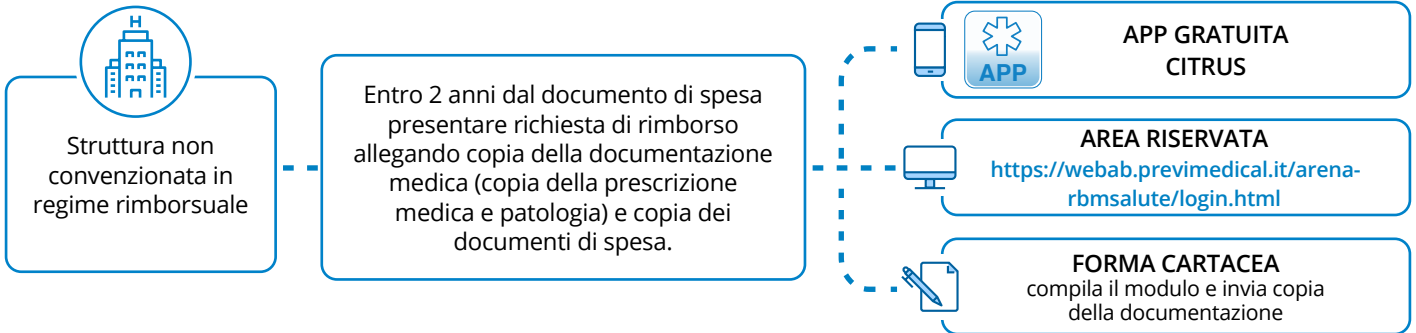 H
Struttura non
convenzionata in
regime rimborsuale
Entro 2 anni dal documento di spesa
presentare richiesta di rimborso
allegando copia della documentazione
medica (copia della prescrizione
medica e patologia) e copia dei
documenti di spesa.
APP
APP GRATUITA
CITRUS
AREA RISERVATA
https://webab.previmedical.it/arena-
rbmsalute/login.html
FORMA CARTACEA
compila il modulo e invia copia
della documentazione